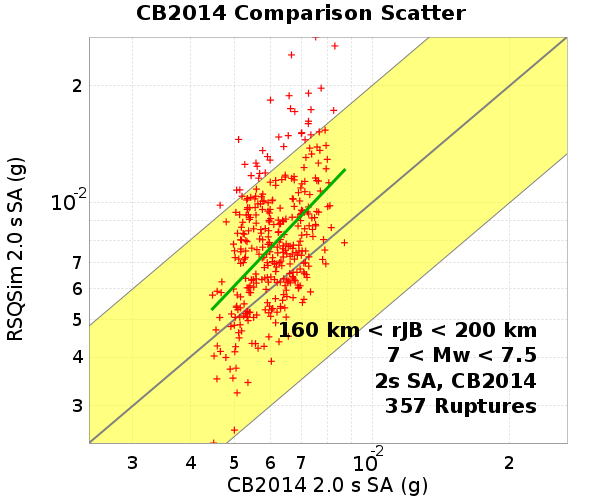 CB2014 Comparison Scatter
RSQSim 2.0 s SA (g)
2
10⁻²
7
6
5
4
3
160 km < rJB < 200 km
7 < Mw < 7.5
2s SA, CB2014
357 Ruptures
3 4 5 6 7 10⁻² 2
CB2014 2.0 s SA (g)